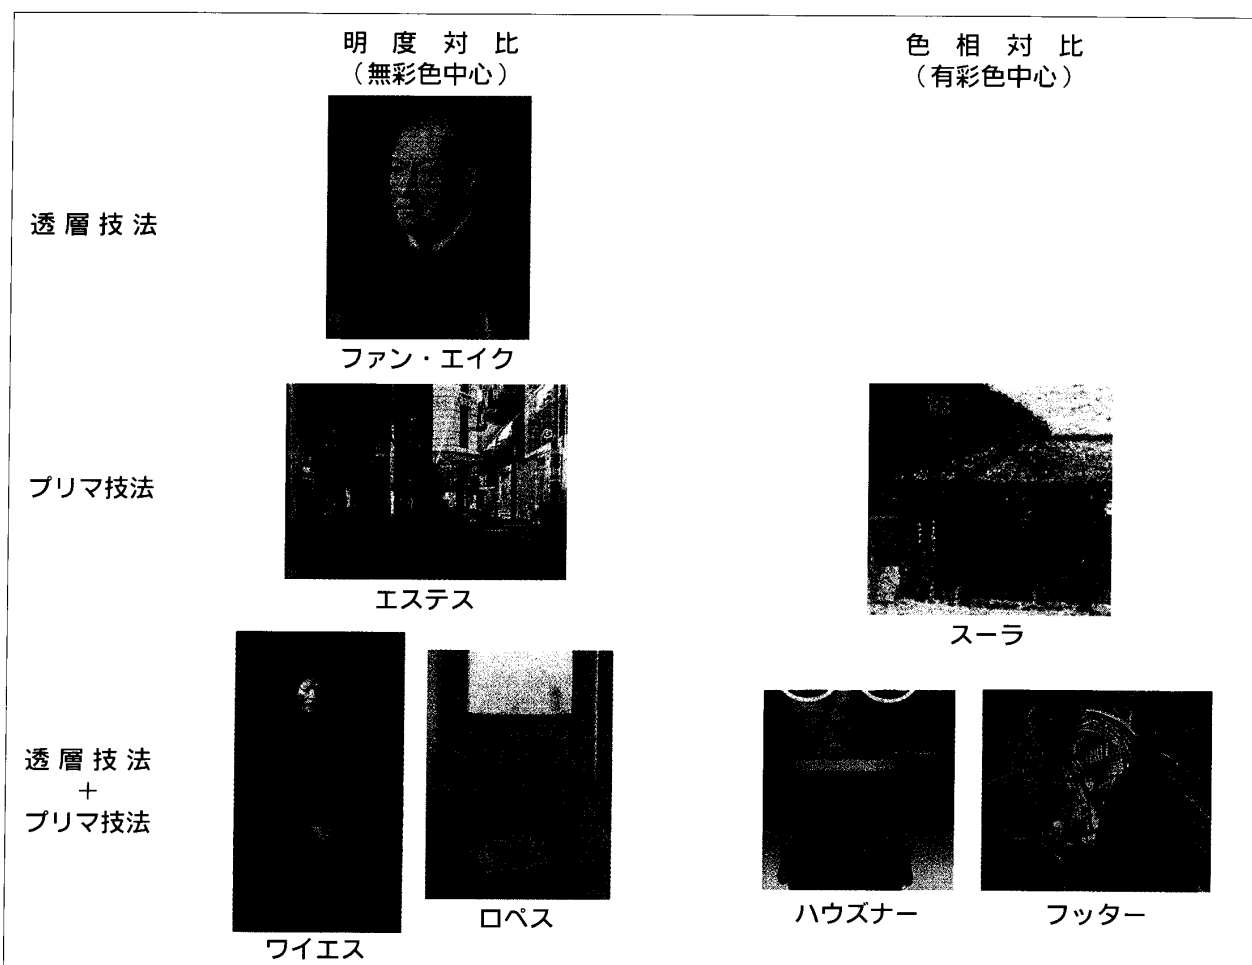 明度対比
（無彩色中心）
色相対比
（有彩色中心）
透層技法
ファン・エイク
プリマ技法
エステス
スーラ
透層技法
＋
プリマ技法
ワイエス
ロペス
ハウズナー
フッター